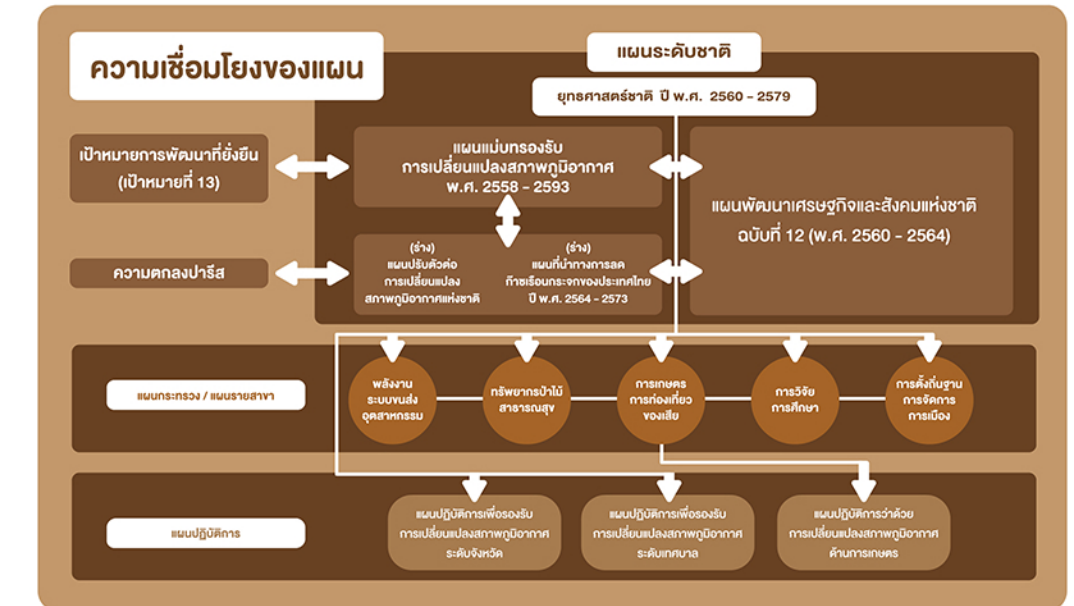 ความเชื่อมโยงของแผน
แผนระดับชาติ
ยุทธศาสตร์ชาติ ปี พ.ศ. 2560 - 2579
เป้าหมายการพัฒนาที่ยั่งยืน
(เป้าหมายที่ 13)
แผนแม่บทรองรับ
การเปลี่ยนแปลงสภาพภูมิอากาศ
พ.ศ. 2558 - 2593
แผนพัฒนาเศรษฐกิจและสังคมแห่งชาติ
ฉบับที่ 12 (พ.ศ. 2560 - 2564)
ความตกลงปารีส
(ร่าง)
แผนปรับตัวต่อ
การเปลี่ยนแปลง
สภาพภูมิอากาศแห่งชาติ
(ร่าง)
แผนที่นำทางการลด
ก๊าซเรือนกระจกของประเทศไทย
ปี พ.ศ. 2564 - 2573
แผนกระทรวง / แผนรายสาขา
พลังงาน
ระบบขนส่ง
อุตสาหกรรม
ทรัพยากรป่าไม้
สาธารณสุข
การเกษตร
การท่องเที่ยว
ของเสีย
การวิจัย
การศึกษา
การตั้งถิ่นฐาน
การจัดการ
การเมือง
แผนปฏิบัติการ
แผนปฏิบัติการเพื่อรองรับ
การเปลี่ยนแปลงสภาพภูมิอากาศ
ระดับจังหวัด
แผนปฏิบัติการเพื่อรองรับ
การเปลี่ยนแปลงสภาพภูมิอากาศ
ระดับเทศบาล
แผนปฏิบัติการว่าด้วย
การเปลี่ยนแปลงสภาพภูมิอากาศ
ด้านการเกษตร